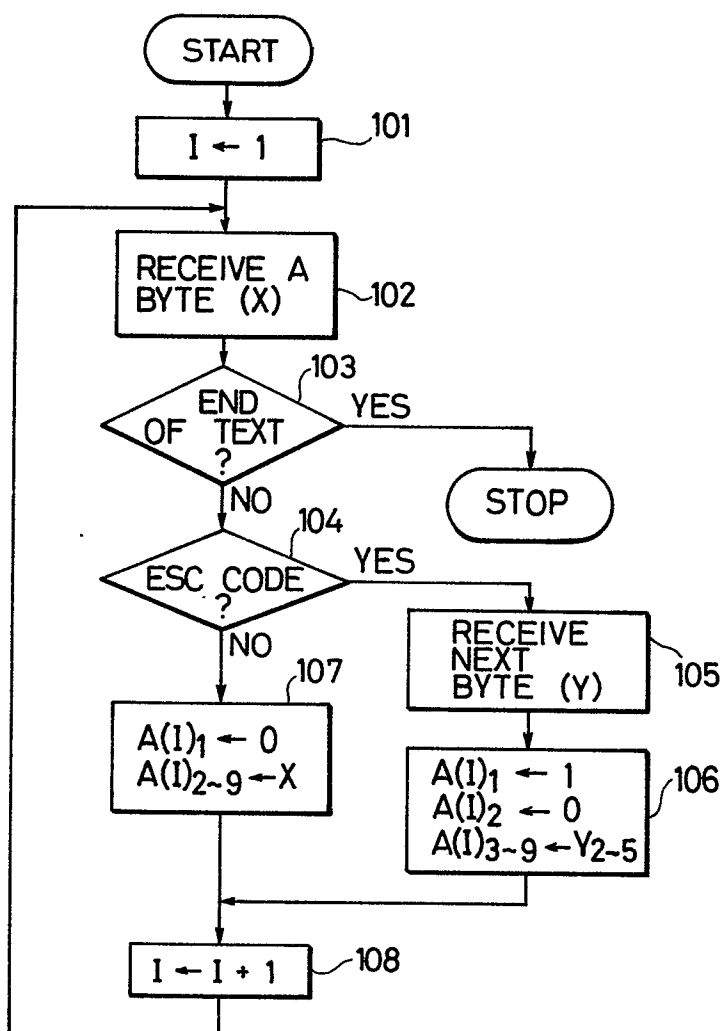 START
101
I ← 1
RECEIVE A
BYTE (X)
102
103
END
OF TEXT
?
YES
NO
STOP
104
ESC CODE
?
YES
NO
RECEIVE
NEXT
BYTE (Y)
105
107
A(I)1 ← 0
A(I)2~9 ← X
A(I)1 ← 1
A(I)2 ← 0
A(I)3~9 ← Y2~5
106
I ← I + 1
108